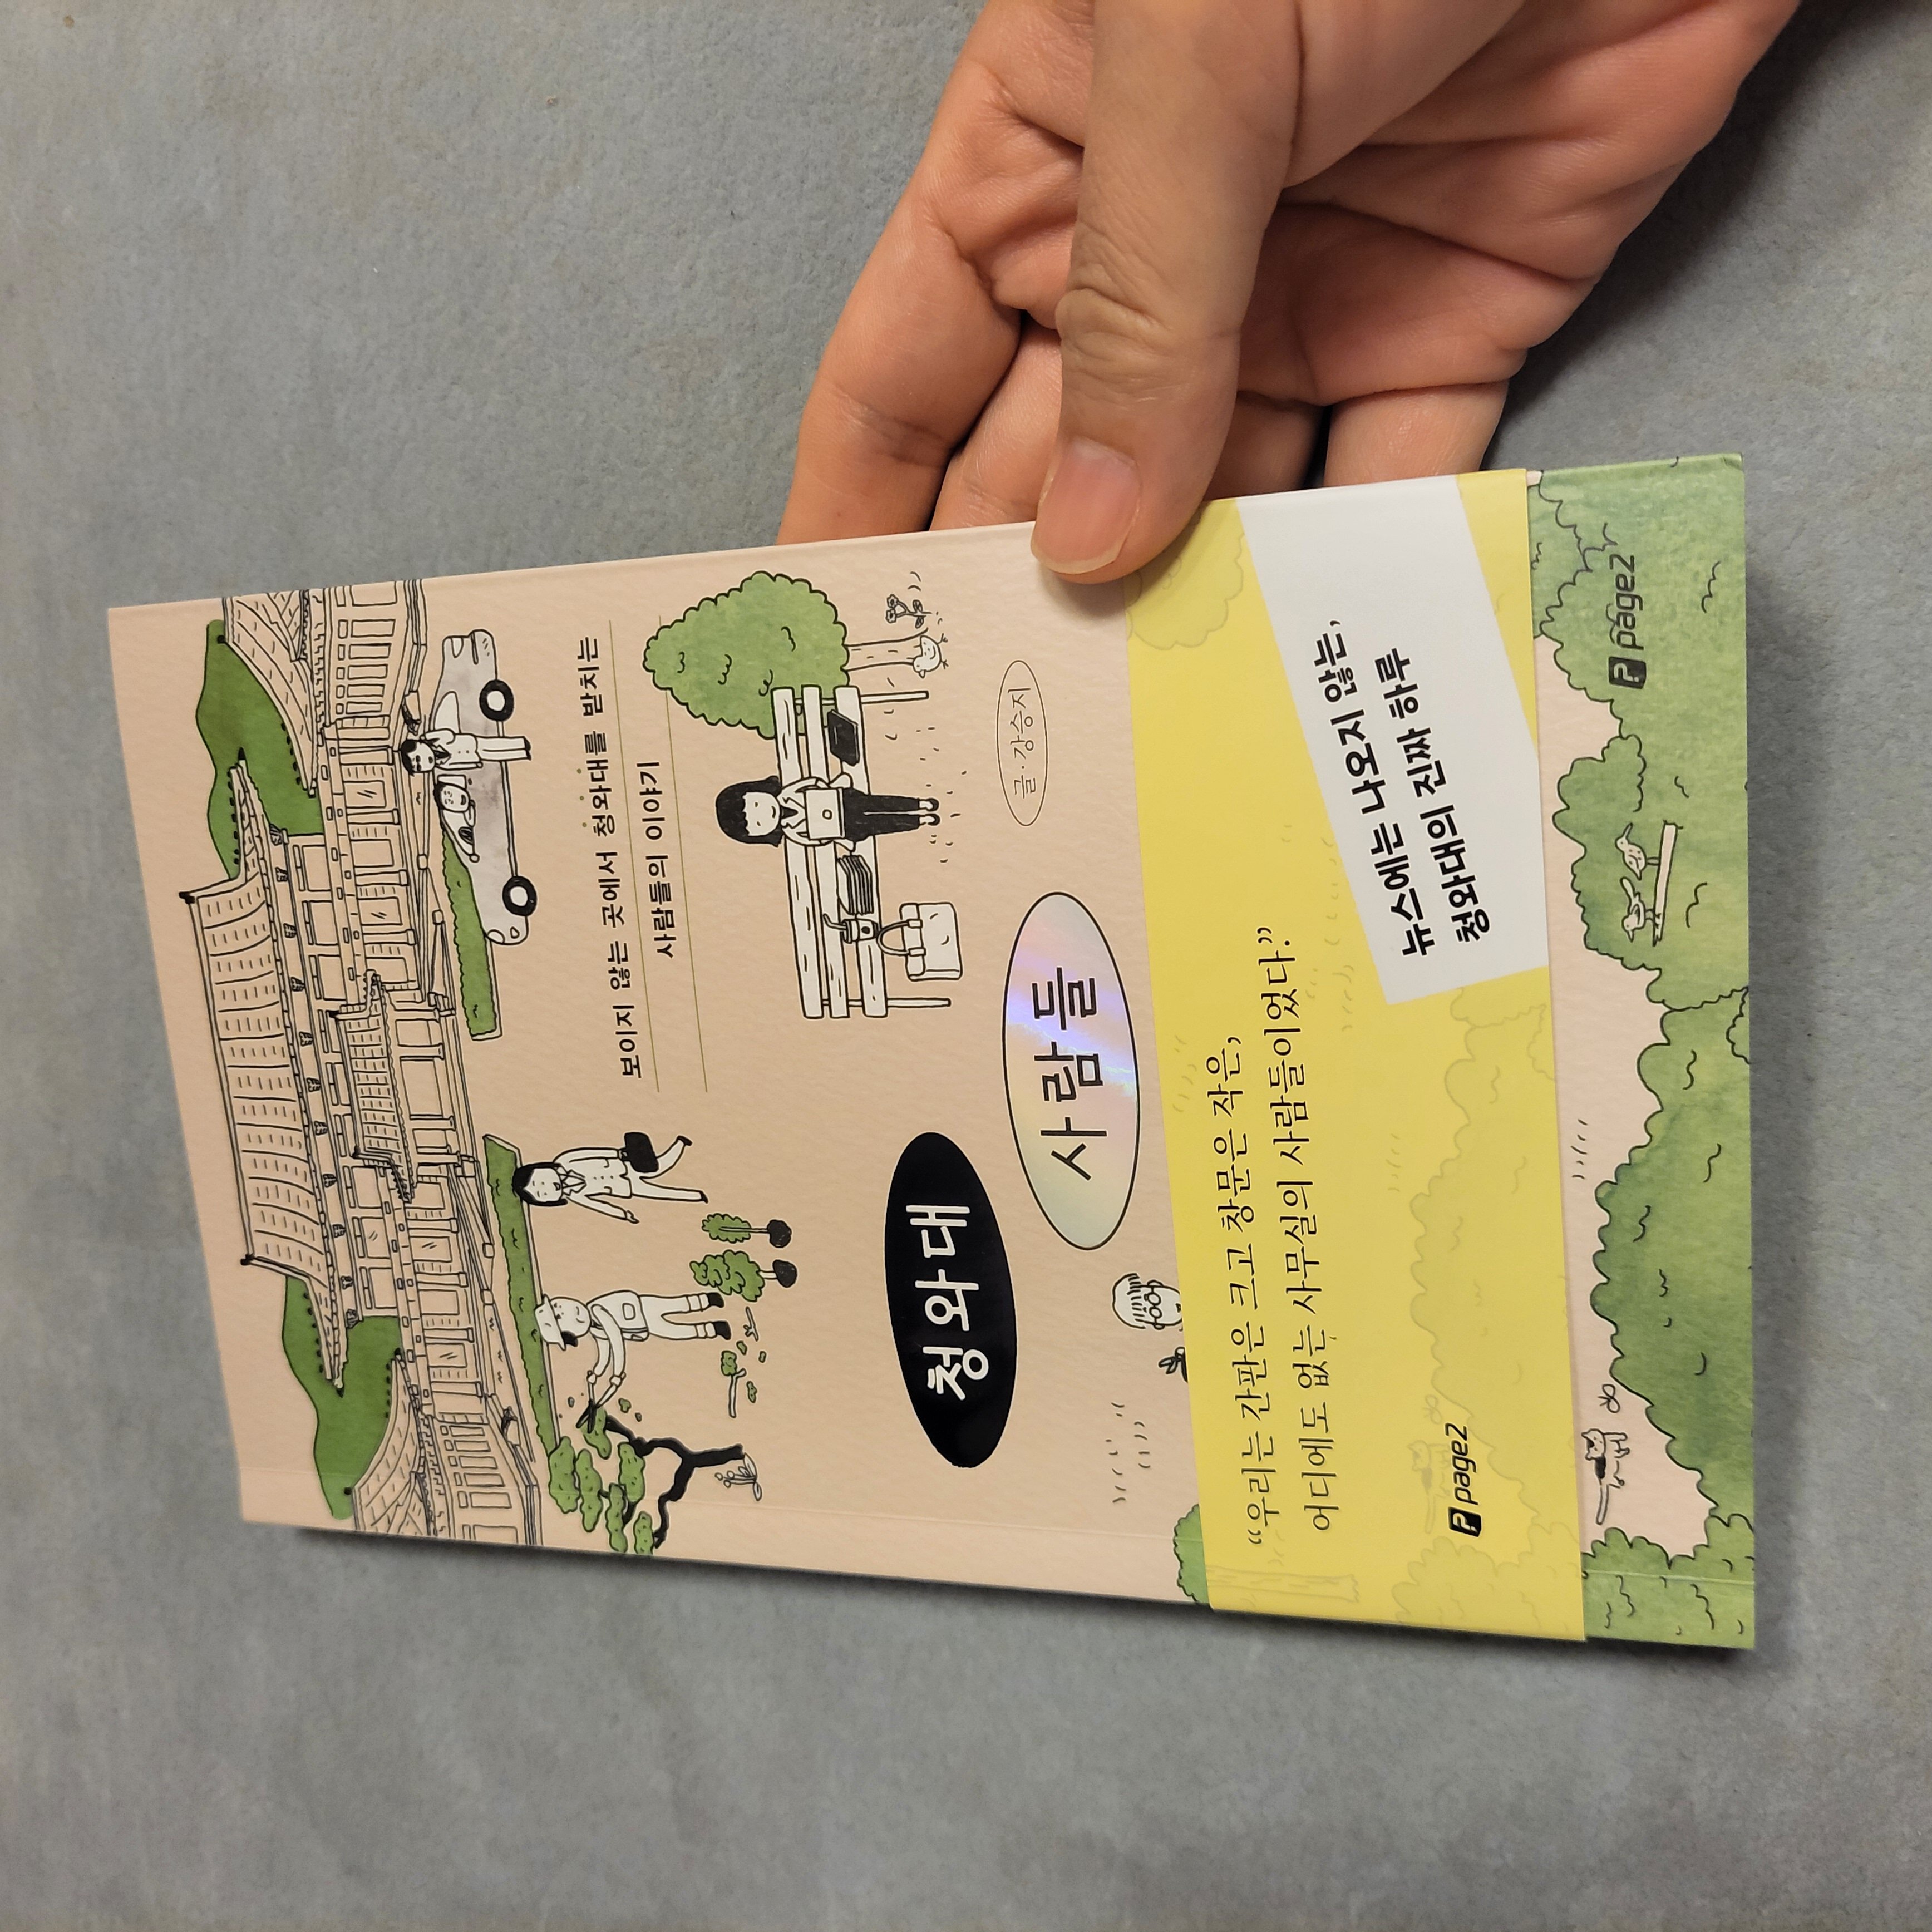 보이지 않는 곳에서 청와대를 받치는
사람들의 이야기
청와대
사람들
글·강승지
“우리는 간판은 크고 창문은 작은,
어디에도 없는 사무실의 사람들이었다.”
뉴스에는 나오지 않는,
청와대의 진짜 하루
page2
page2